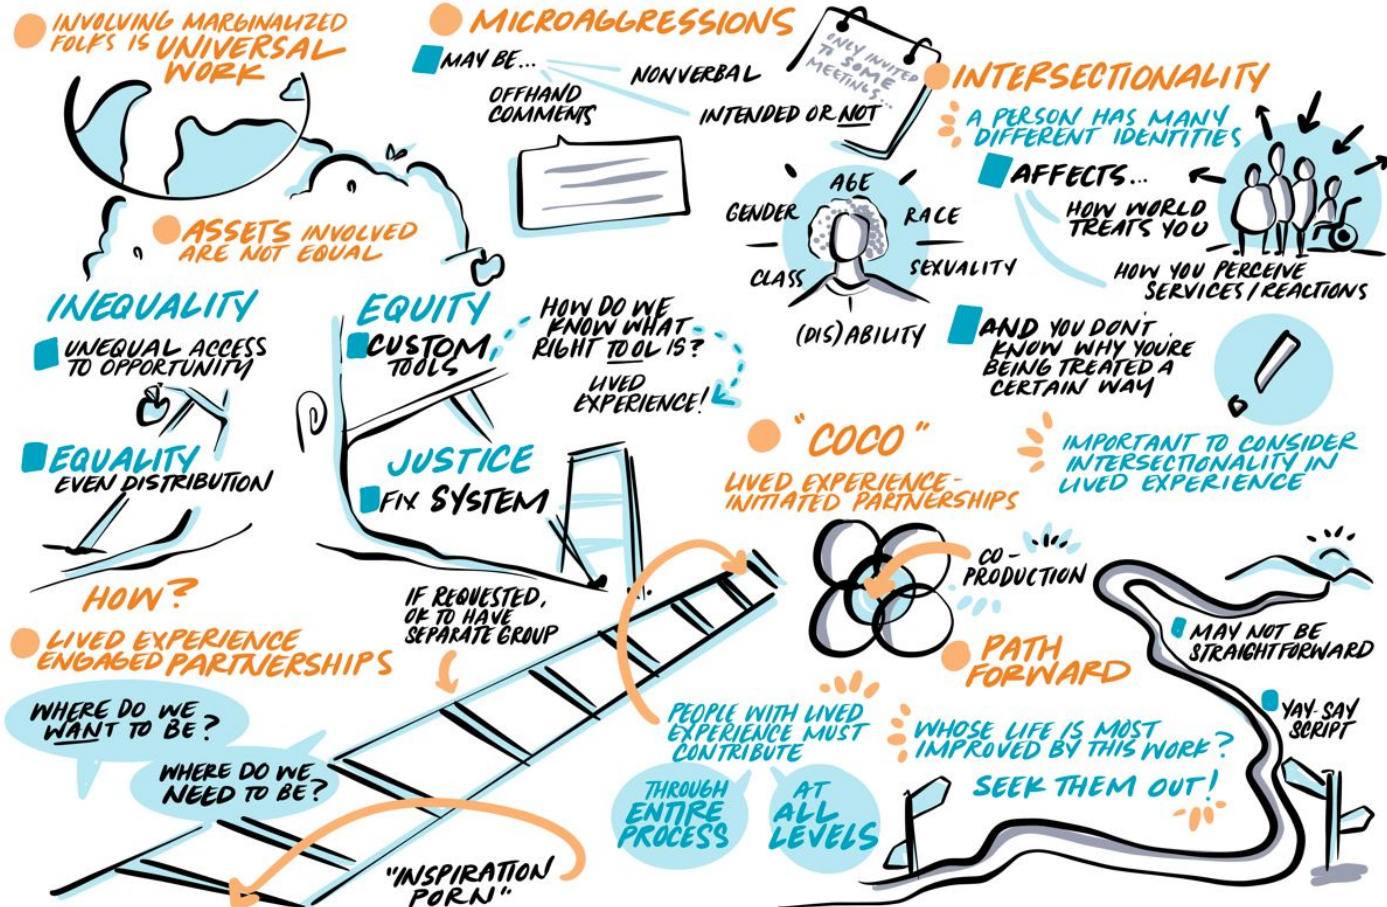 INVOLVING MARGINALIZED
FOLKS IS UNIVERSAL
WORK
MICROAGGRESSIONS
MAY BE...
NONVERBAL
OFFHAND
COMMENTS
INTENDED OR NOT
ONLY INVITED
TO SOME
MEETINGS...
INTERSECTIONALITY
A PERSON HAS MANY
DIFFERENT IDENTITIES
AFFECTS...
HOW WORLD
TREATS YOU
HOW YOU PERCEIVE
SERVICES/REACTIONS
AND YOU DON'T
KNOW WHY YOU'RE
BEING TREATED A
CERTAIN WAY
!
IMPORTANT TO CONSIDER
INTERSECTIONALITY IN
LIVED EXPERIENCE
AGE
GENDER
RACE
CLASS
SEXUALITY
(DIS)ABILITY
ASSETS INVOLVED
ARE NOT EQUAL
INEQUALITY
UNEQUAL ACCESS
TO OPPORTUNITY
EQUITY
CUSTOM
TOOLS
HOW DO WE
KNOW WHAT
RIGHT TOOL IS?
LIVED
EXPERIENCE!
EQUALITY
EVEN DISTRIBUTION
JUSTICE
FIX SYSTEM
"COCO"
LIVED EXPERIENCE-
INITIATED PARTNERSHIPS
CO-
PRODUCTION
HOW?
LIVED EXPERIENCE
ENGAGED PARTNERSHIPS
IF REQUESTED,
OK TO HAVE
SEPARATE GROUP
WHERE DO WE
WANT TO BE?
WHERE DO WE
NEED TO BE?
"INSPIRATION
PORN"
PEOPLE WITH LIVED
EXPERIENCE MUST
CONTRIBUTE
THROUGH
ENTIRE
PROCESS
AT
ALL
LEVELS
PATH
FORWARD
MAY NOT BE
STRAIGHTFORWARD
YAY-SAY
SCRIPT
WHOSE LIFE IS MOST
IMPROVED BY THIS WORK?
SEEK THEM OUT!